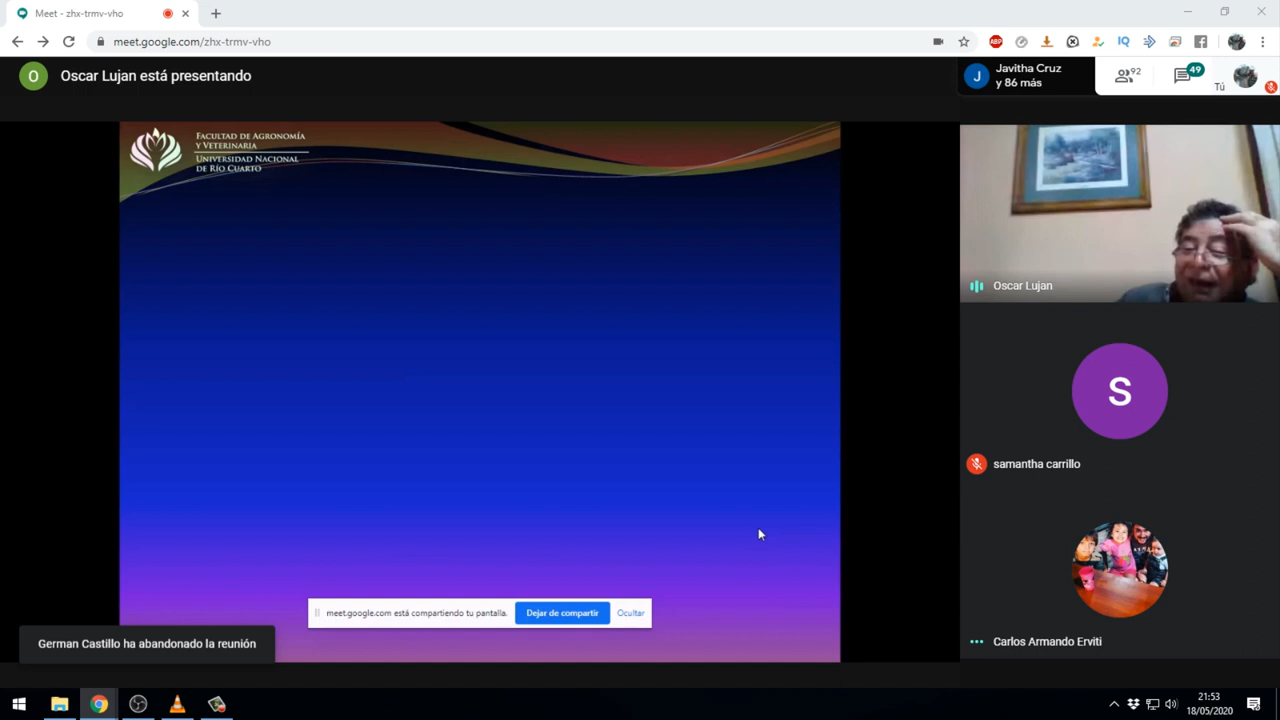 Meet - zhx-trmv-vho
meet.google.com/zhx-trmv-vho
ABP
IQ
O
Oscar Lujan está presentando
J
Javitha Cruz
y 86 más
92
49
Tú
FACULTAD DE AGRONOMÍA
Y VETERINARIA
UNIVERSIDAD NACIONAL
DE RÍO CUARTO
Oscar Lujan
S
samantha carrillo
meet.google.com está compartiendo tu pantalla.
Dejar de compartir
Ocultar
German Castillo ha abandonado la reunión
Carlos Armando Erviti
21:53
18/05/2020